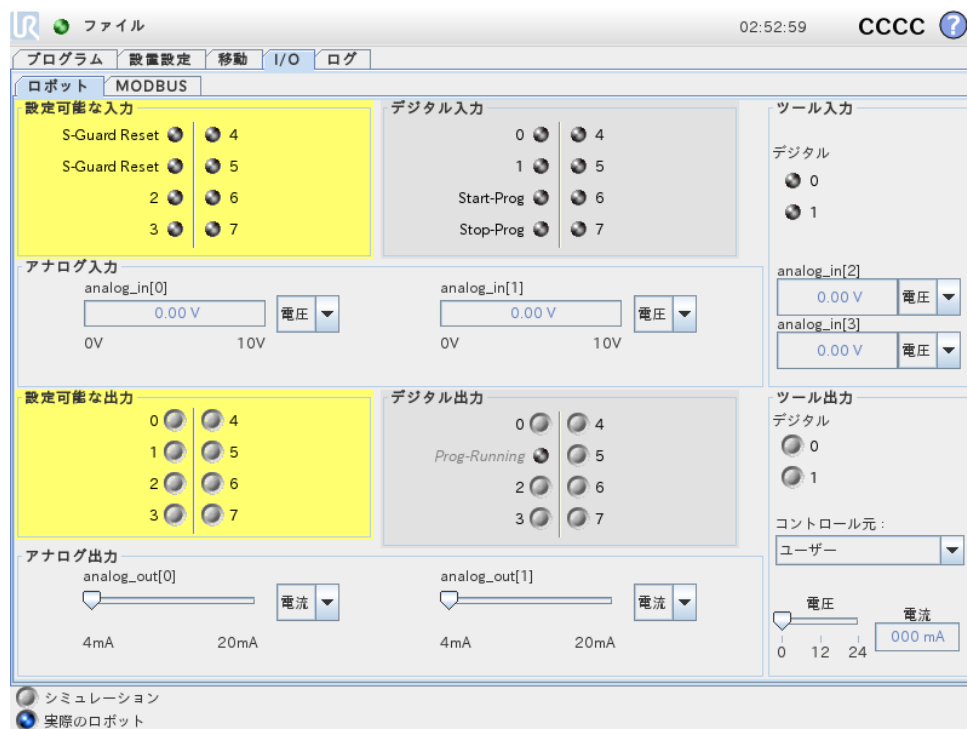 UR ファイル 02:52:59 CCCC ?
プログラム 設置設定 移動 I/O ログ
ロボット MODBUS
設定可能な入力
S-Guard Reset 4
S-Guard Reset 5
2 6
3 7
デジタル入力
0 4
1 5
Start-Prog 6
Stop-Prog 7
ツール入力
デジタル
0
1
アナログ入力
analog_in[0]
0.00 V 電圧
0V 10V
analog_in[1]
0.00 V 電圧
0V 10V
analog_in[2]
0.00 V 電圧
analog_in[3]
0.00 V 電圧
設定可能な出力
0 4
1 5
2 6
3 7
デジタル出力
0 4
Prog-Running 5
2 6
3 7
ツール出力
デジタル
0
1
アナログ出力
analog_out[0]
電流
4mA 20mA
analog_out[1]
電流
4mA 20mA
コントロール元 :
ユーザー
電圧
0 12 24
電流
000 mA
シミュレーション
実際のロボット